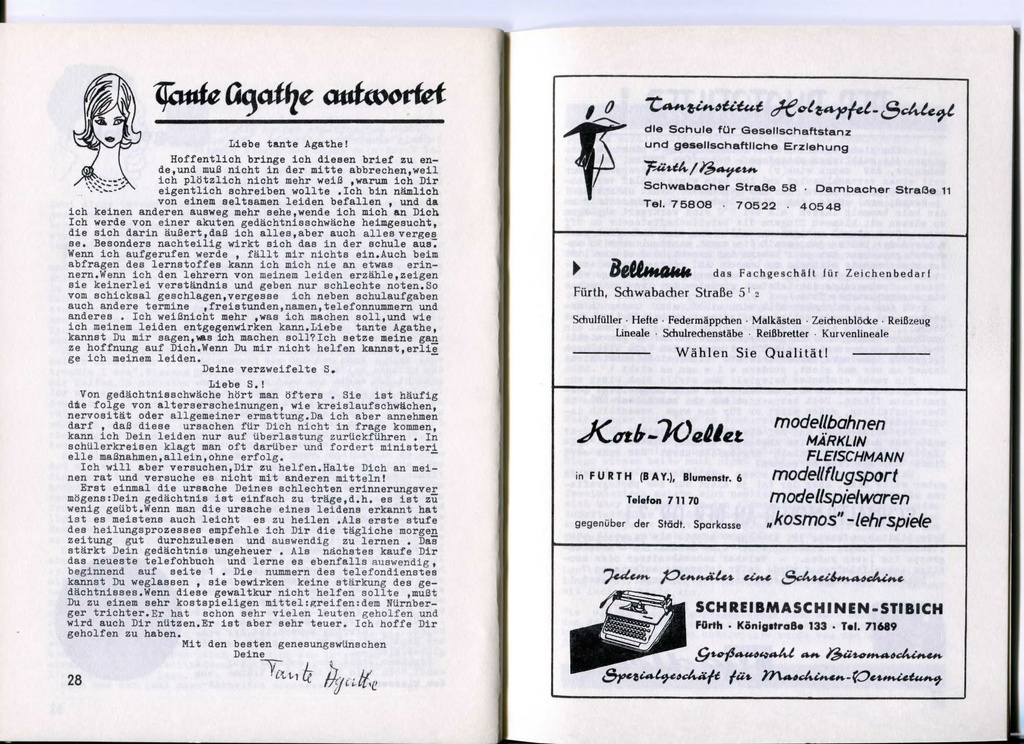 Tante Agathe antwortet
Liebe tante Agathe!
Hoffentlich bringe ich diesen brief zu en-
de,und muß nicht in der mitte abbrechen,weil
ich plötzlich nicht mehr weiß ,warum ich Dir
eigentlich schreiben wollte .Ich bin nämlich
von einem seltsamen leiden befallen , und da
ich keinen anderen ausweg mehr sehe,wende ich mich an Dich
Ich werde von einer akuten gedächtnisschwäche heimgesucht,
die sich darin äußert,daß ich alles,aber auch alles verges
se. Besonders nachteilig wirkt sich das in der schule aus.
Wenn ich aufgerufen werde , fällt mir nichts ein.Auch beim
abfragen des lernstoffes kann ich mich nie an etwas erin-
nern.Wenn ich den lehrern von meinem leiden erzähle,zeigen
sie keinerlei verständnis und geben nur schlechte noten.So
vom schicksal geschlagen,vergesse ich neben schulaufgaben
auch andere termine ,freistunden,namen,telefonnummern und
anderes . Ich weißnicht mehr ,was ich machen soll,und wie
ich meinem leiden entgegenwirken kann.Liebe tante Agathe,
kannst Du mir sagen,was ich machen soll?Ich setze meine gan
ze hoffnung auf Dich.Wenn Du mir nicht helfen kannst,erlie
ge ich meinem leiden.
Deine verzweifelte S.
Liebe S.!
Von gedächtnisschwäche hört man öfters . Sie ist häufig
die folge von alterserscheinungen, wie kreislaufschwächen,
nervosität oder allgemeiner ermattung.Da ich aber annehmen
darf , daß diese ursachen für Dich nicht in frage kommen,
kann ich Dein leiden nur auf überlastung zurückführen . In
schülerkreisen klagt man oft darüber und fordert ministeri
elle maßnahmen,allein,ohne erfolg.
Ich will aber versuchen,Dir zu helfen.Halte Dich an mei-
nen rat und versuche es nicht mit anderen mitteln!
Erst einmal die ursache Deines schlechten erinnerungsver
mögens:Dein gedächtnis ist einfach zu träge,d.h. es ist zu
wenig geübt.Wenn man die ursache eines leidens erkannt hat
ist es meistens auch leicht es zu heilen .Als erste stufe
des heilungsprozesses empfehle ich Dir die tägliche morgen
zeitung gut durchzulesen und auswendig zu lernen . Das
stärkt Dein gedächtnis ungeheuer . Als nächstes kaufe Dir
das neueste telefohbuch und lerne es ebenfalls auswendig,
beginnend auf seite 1 . Die nummern des telefondienstes
kannst Du weglassen , sie bewirken keine stärkung des ge-
dächtnisses.Wenn diese gewaltkur nicht helfen sollte ,mußt
Du zu einem sehr kostspieligen mittel:greifen:dem Nürnber-
ger trichter.Er hat schon sehr vielen leuten geholfen und
wird auch Dir nützen.Er ist aber sehr teuer. Ich hoffe Dir
geholfen zu haben.
Mit den besten genesungswünschen
Deine
Tante Agathe
28
Tanzinstitut Holzapfel-Schlegl
die Schule für Gesellschaftstanz
und gesellschaftliche Erziehung
Fürth / Bayern
Schwabacher Straße 58 · Dambacher Straße 11
Tel. 75808 · 70522 · 40548
Bellmann das Fachgeschäft für Zeichenbedarf
Fürth, Schwabacher Straße 5 1/2
Schulfüller · Hefte · Federmäppchen · Malkästen · Zeichenblöcke · Reißzeug
Lineale · Schulrechenstäbe · Reißbretter · Kurvenlineale
Wählen Sie Qualität!
Korb-Weller
in FÜRTH (BAY.), Blumenstr. 6
Telefon 7 11 70
gegenüber der Städt. Sparkasse
modellbahnen
MÄRKLIN
FLEISCHMANN
modellflugsport
modellspielwaren
„kosmos"-lehrspiele
Jedem Pennäler eine Schreibmaschine
SCHREIBMASCHINEN-STIBICH
Fürth · Königstraße 133 · Tel. 71689
Großauswahl an Büromaschinen
Spezialgeschäft für Maschinen-Vermietung